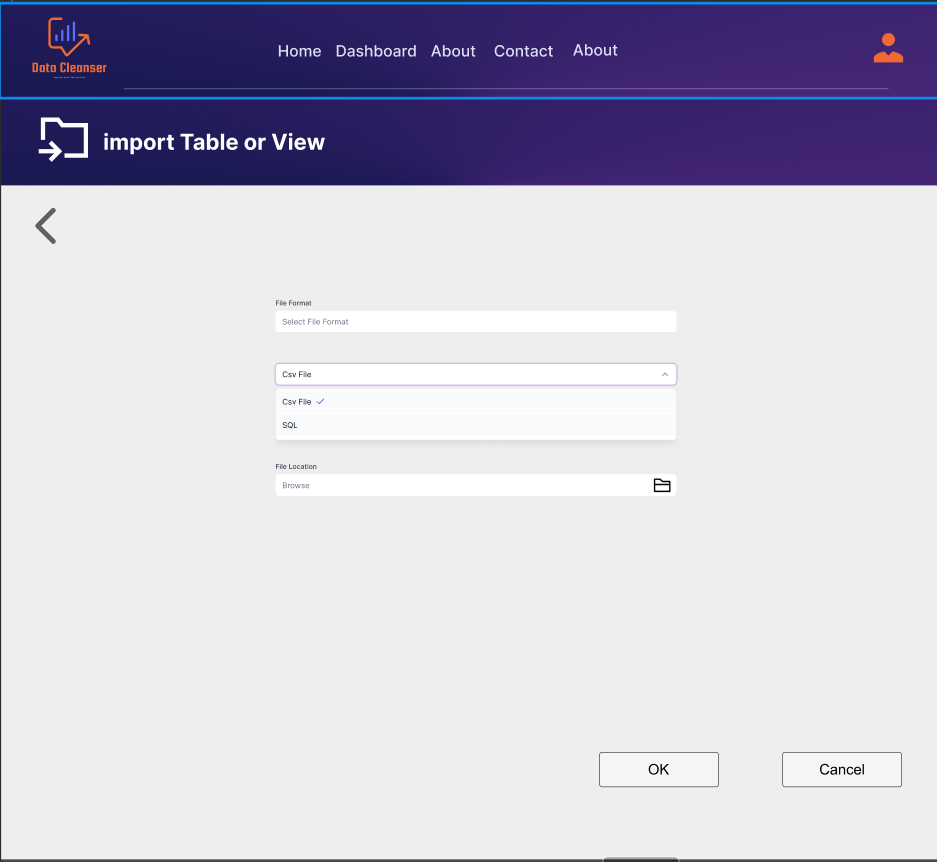 Data Cleanser
Home Dashboard About Contact About
import Table or View
File Format
Select File Format
Csv File
Csv File
SQL
File Location
Browse
OK Cancel